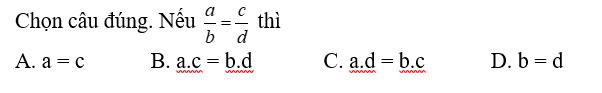 Chọn câu đúng. Nếu a/b = c/d thì
A. a = c B. a.c = b.d C. a.d = b.c D. b = d